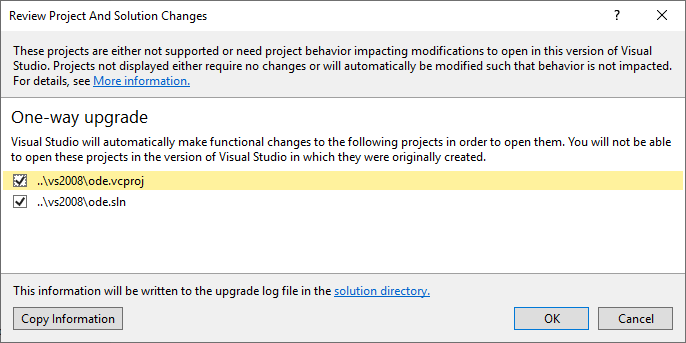 Review Project And Solution Changes
These projects are either not supported or need project behavior impacting modifications to open in this version of Visual
Studio. Projects not displayed either require no changes or will automatically be modified such that behavior is not impacted.
For details, see More information.
One-way upgrade
Visual Studio will automatically make functional changes to the following projects in order to open them. You will not be able
to open these projects in the version of Visual Studio in which they were originally created.
..\vs2008\ode.vcproj
..\vs2008\ode.sln
This information will be written to the upgrade log file in the solution directory.
Copy Information
OK
Cancel